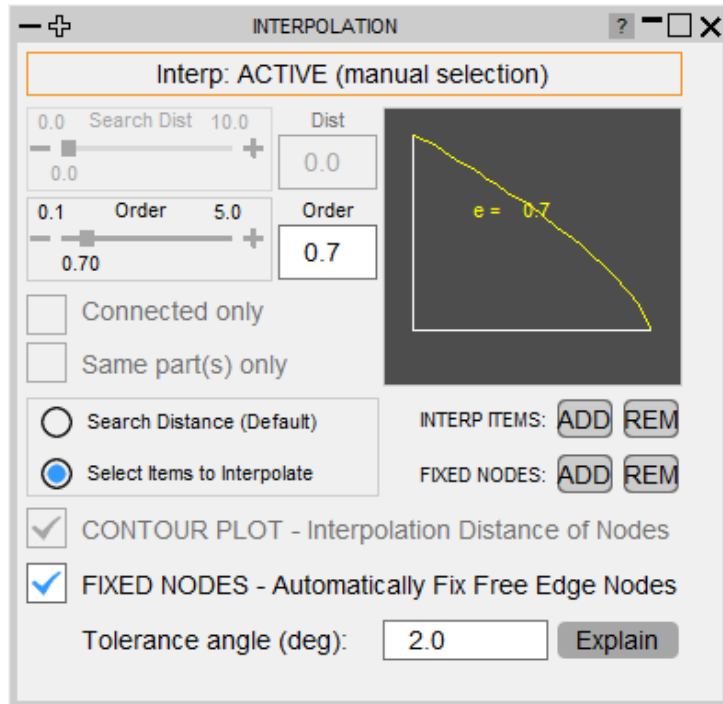 INTERPOLATION ?
Interp: ACTIVE (manual selection)
0.0 Search Dist 10.0 Dist
0.0 0.0
0.1 Order 5.0 Order
0.70 0.7
e = 0.7
Connected only
Same part(s) only
Search Distance (Default) INTERP ITEMS: ADD REM
Select Items to Interpolate FIXED NODES: ADD REM
CONTOUR PLOT - Interpolation Distance of Nodes
FIXED NODES - Automatically Fix Free Edge Nodes
Tolerance angle (deg): 2.0 Explain